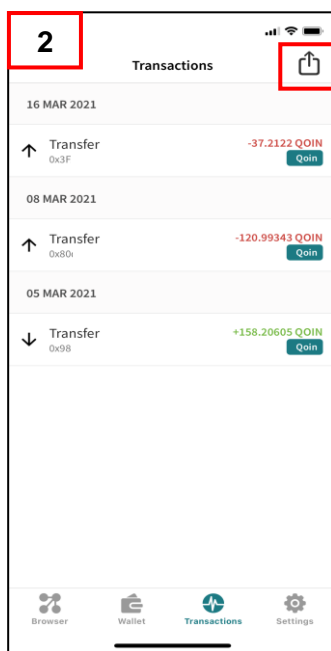 2
Transactions
16 MAR 2021
Transfer -37.2122 QOIN
0x3F Qoin
08 MAR 2021
Transfer -120.99343 QOIN
0x80 Qoin
05 MAR 2021
Transfer +158.20605 QOIN
0x98 Qoin
Browser Wallet Transactions Settings